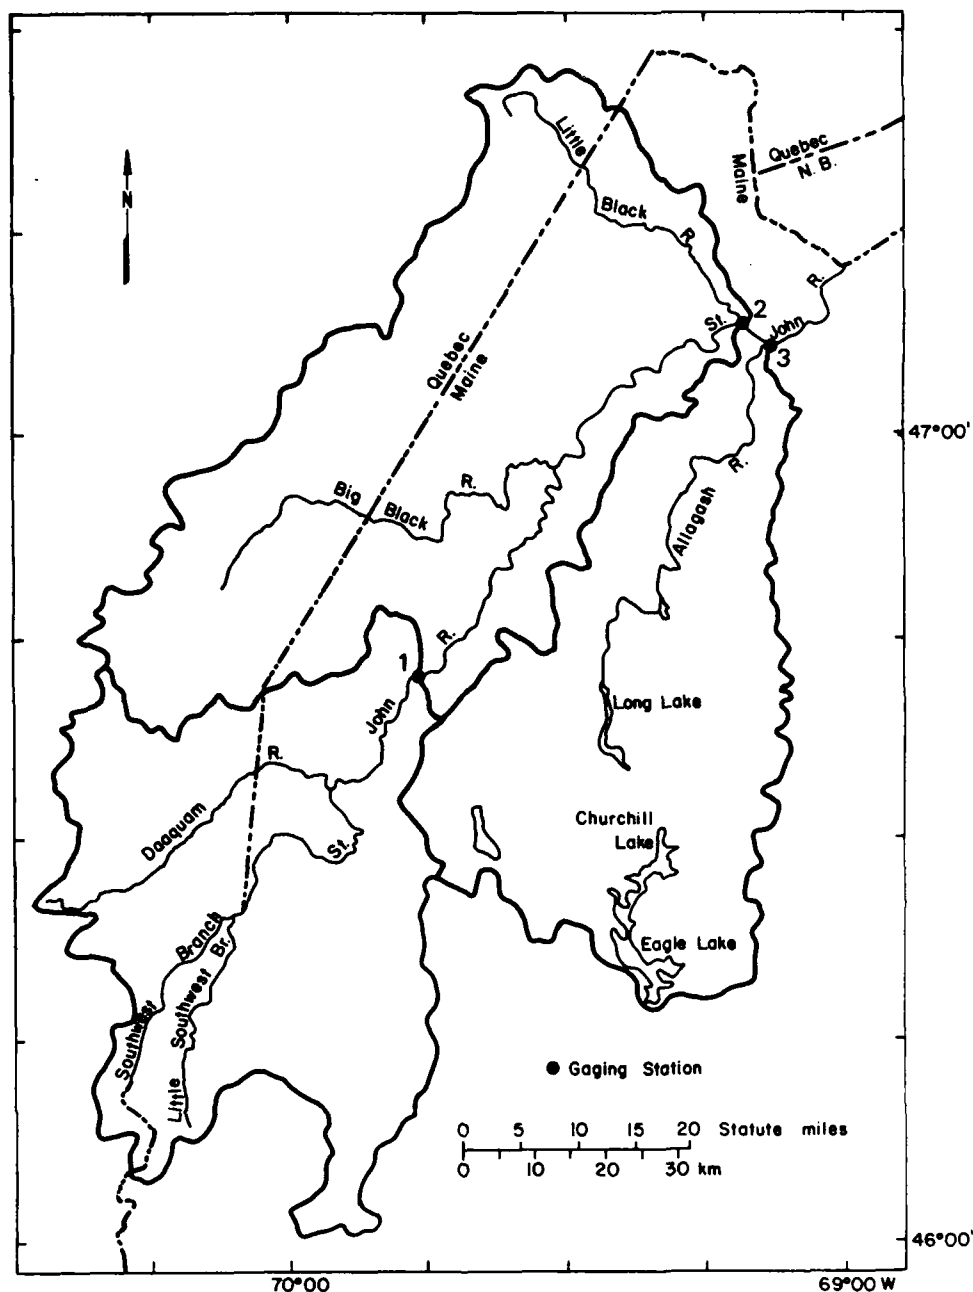 N
Little
Black
R.
Quebec
N. B.
Maine
R.
St.
2
John
3
Quebec
Maine
47°00'
Big
Black
R.
R.
Allagash
R.
1
John
Long Lake
R.
Daaquam
St.
Churchill
Lake
Eagle Lake
Branch
Southwest
Southwest Br.
Little
Gaging Station
0 5 10 15 20 Statute miles
0 10 20 30 km
46°00'
70°00
69°00 W